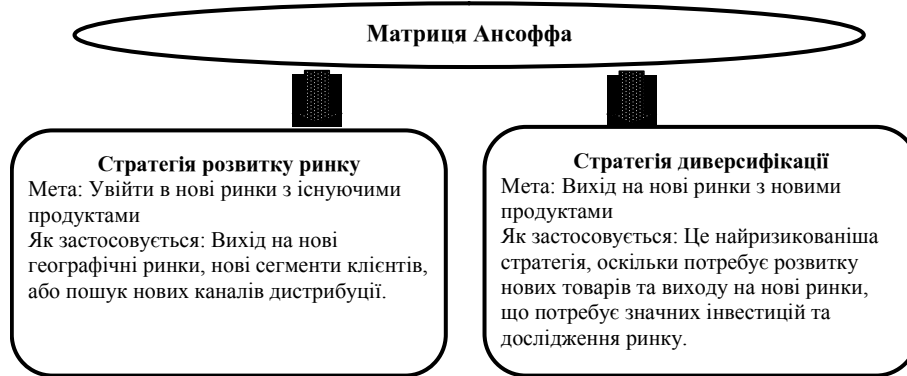 Матриця Ансоффа
Стратегія розвитку ринку
Мета: Увійти в нові ринки з існуючими
продуктами
Як застосовується: Вихід на нові
географічні ринки, нові сегменти клієнтів,
або пошук нових каналів дистрибуції.
Стратегія диверсифікації
Мета: Вихід на нові ринки з новими
продуктами
Як застосовується: Це найризикованіша
стратегія, оскільки потребує розвитку
нових товарів та виходу на нові ринки,
що потребує значних інвестицій та
дослідження ринку.